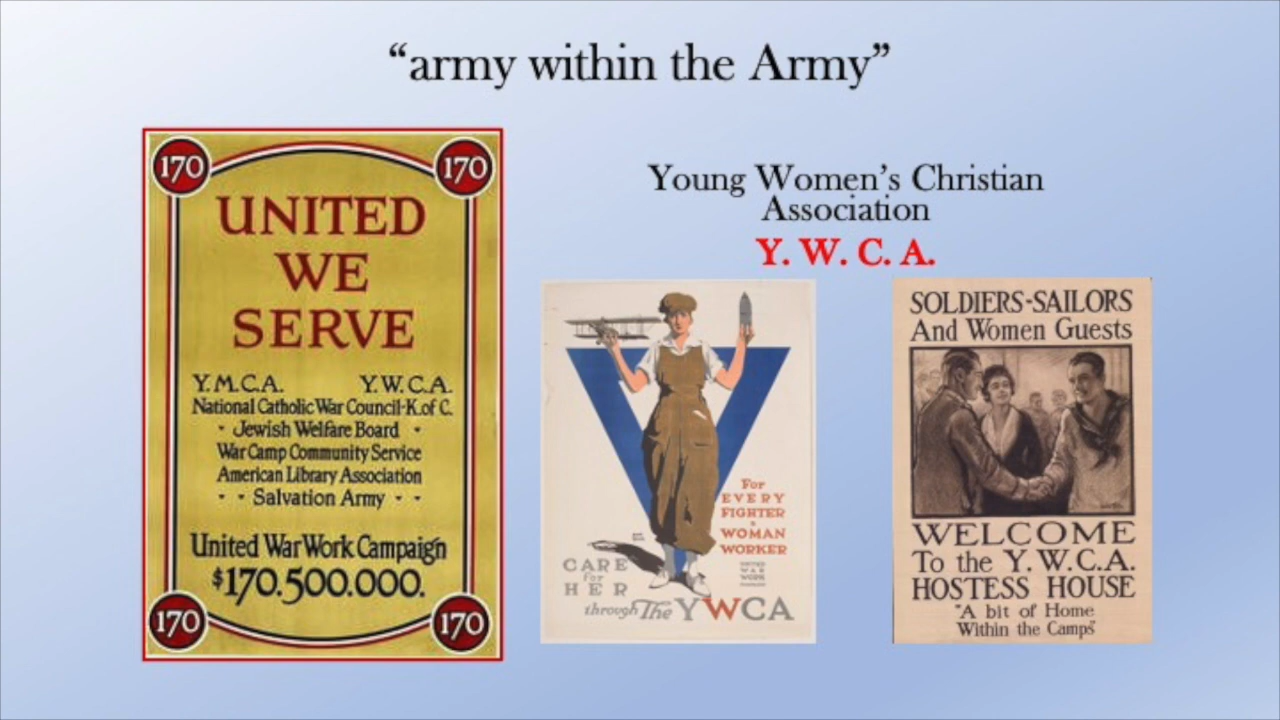 “army within the Army”
170 170
UNITED
WE
SERVE
Y.M.C.A. Y.W.C.A.
National Catholic War Council-K.of C.
· Jewish Welfare Board ·
War Camp Community Service
American Library Association
- - Salvation Army - -
United War Work Campaign
$170.500.000.
170 170
Young Women’s Christian
Association
Y. W. C. A.
For
EVERY
FIGHTER
a
WOMAN
WORKER
UNITED
WAR
WORK
CARE
for
HER
through The YWCA
SOLDIERS-SAILORS
And Women Guests
WELCOME
To the Y.W.C.A.
HOSTESS HOUSE
"A bit of Home
Within the Camps"